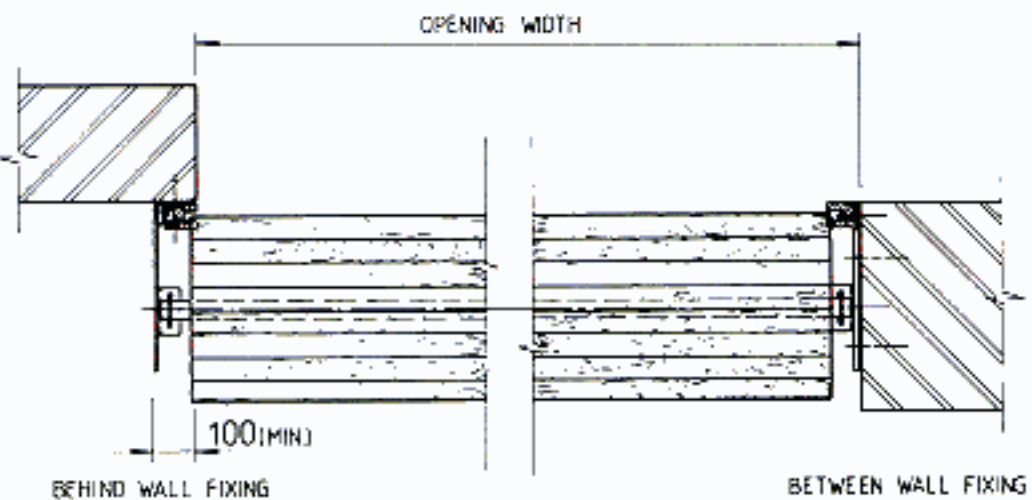 OPENING WIDTH
100(MIN)
BEHIND WALL FIXING
BETWEEN WALL FIXING